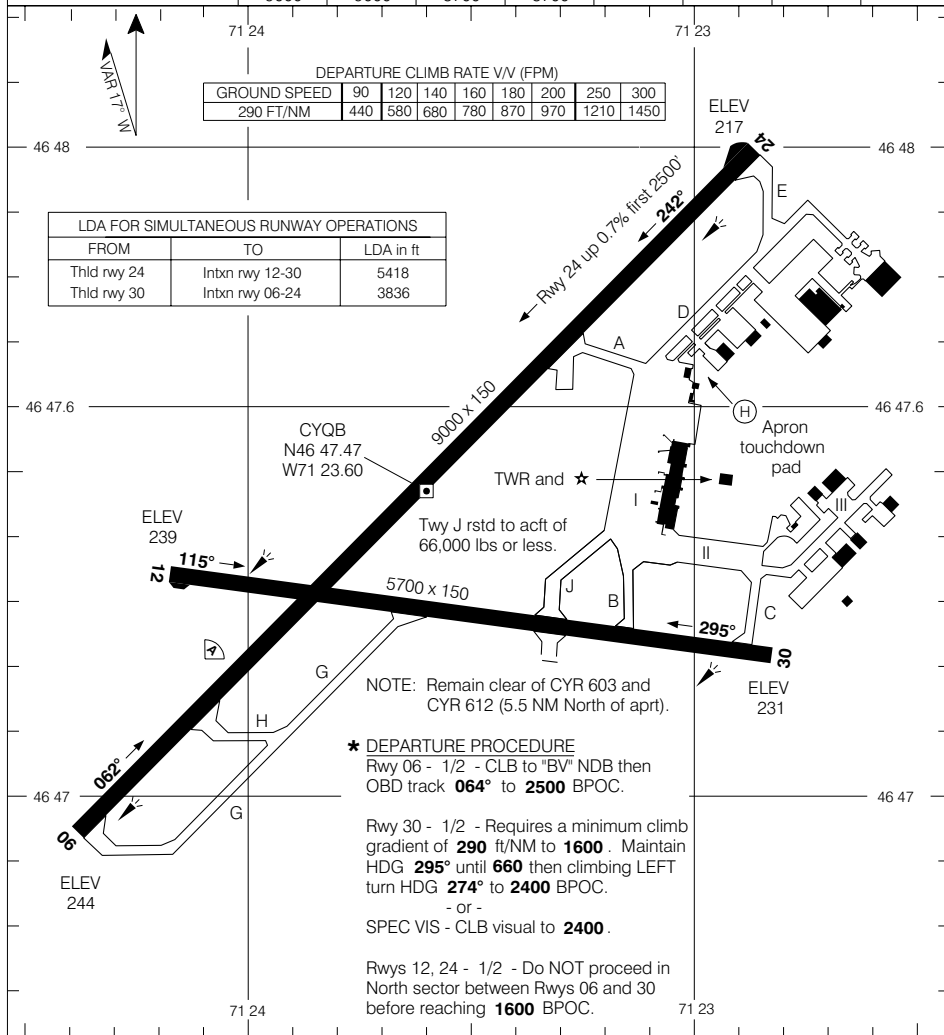 71 24
71 23
VAR 17° W
DEPARTURE CLIMB RATE V/V (FPM)
GROUND SPEED 90 120 140 160 180 200 250 300
290 FT/NM 440 580 680 780 870 970 1210 1450
ELEV
217
24
46 48
46 48
E
LDA FOR SIMULTANEOUS RUNWAY OPERATIONS
FROM TO LDA in ft
Thld rwy 24 Intxn rwy 12-30 5418
Thld rwy 30 Intxn rwy 06-24 3836
242°
Rwy 24 up 0.7% first 2500'
D
A
46 47.6
46 47.6
9000 x 150
H
Apron
touchdown
pad
CYQB
N46 47.47
W71 23.60
TWR and
I
III
Twy J rstd to acft of
66,000 lbs or less.
ELEV
239
II
115°
12
5700 x 150
J
B
C
295°
30
A
G
ELEV
231
NOTE: Remain clear of CYR 603 and
CYR 612 (5.5 NM North of aprt).
H
* DEPARTURE PROCEDURE
Rwy 06 - 1/2 - CLB to "BV" NDB then
OBD track 064° to 2500 BPOC.
062°
46 47
46 47
G
06
Rwy 30 - 1/2 - Requires a minimum climb
gradient of 290 ft/NM to 1600 . Maintain
HDG 295° until 660 then climbing LEFT
turn HDG 274° to 2400 BPOC.
- or -
SPEC VIS - CLB visual to 2400 .
ELEV
244
Rwys 12, 24 - 1/2 - Do NOT proceed in
North sector between Rwys 06 and 30
before reaching 1600 BPOC.
71 24
71 23